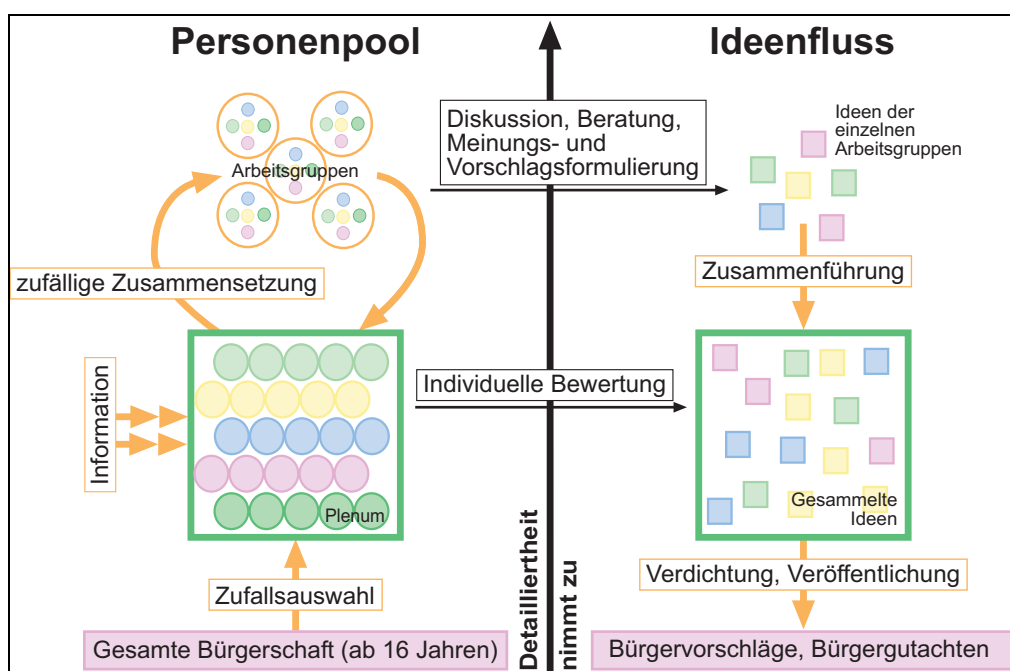 Personenpool
Ideenfluss
Arbeitsgruppen
Diskussion, Beratung,
Meinungs- und
Vorschlagsformulierung
Ideen der
einzelnen
Arbeitsgruppen
zufällige Zusammensetzung
Zusammenführung
Information
Individuelle Bewertung
Plenum
Gesammelte
Ideen
Zufallsauswahl
Detailliertheit
nimmt zu
Verdichtung, Veröffentlichung
Gesamte Bürgerschaft (ab 16 Jahren)
Bürgervorschläge, Bürgergutachten